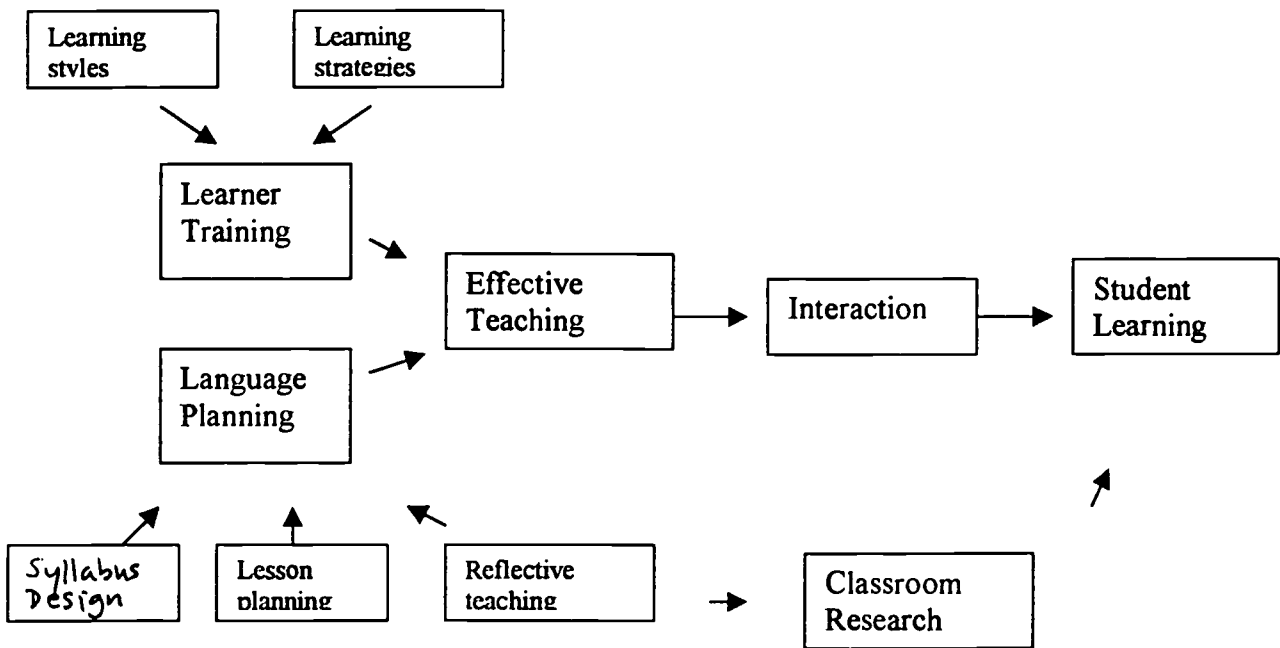 Learning
styles
Learning
strategies
Learner
Training
Effective
Teaching
Interaction
Student
Learning
Language
Planning
Syllabus
Design
Lesson
planning
Reflective
teaching
Classroom
Research